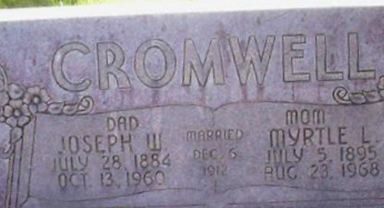 CROMWELL
DAD
JOSEPH W
JULY 28, 1884
OCT 13, 1960
MARRIED
DEC, 6
1912
MOM
MYRTLE L
JULY 5, 1895
AUG 23, 1968